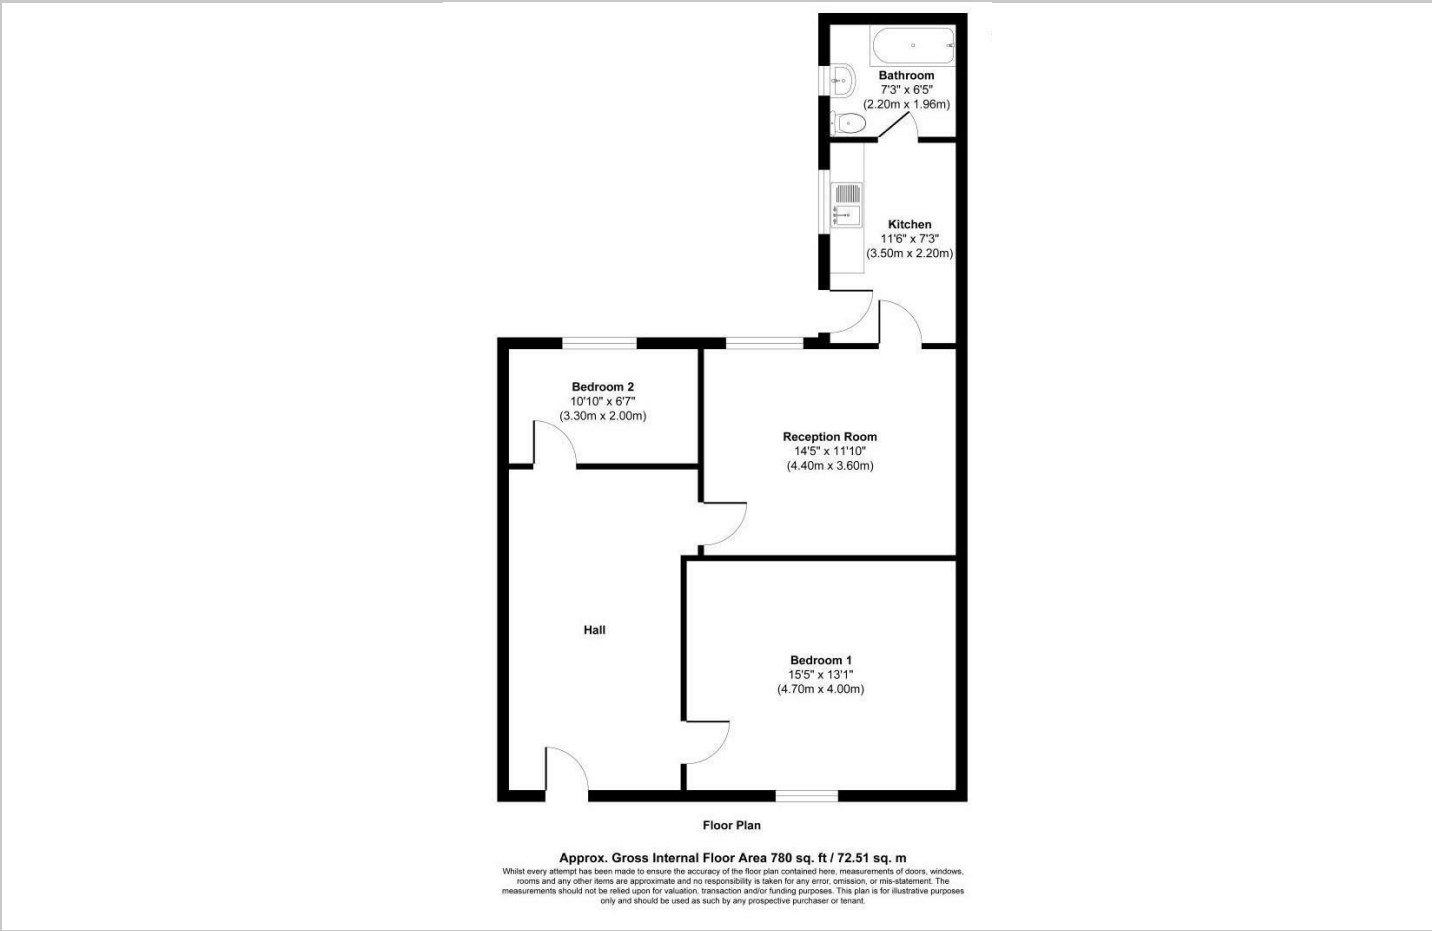 Bathroom
7'3" x 6'5"
(2.20m x 1.96m)
Kitchen
11'6" x 7'3"
(3.50m x 2.20m)
Bedroom 2
10'10" x 6'7"
(3.30m x 2.00m)
Reception Room
14'5" x 11'10"
(4.40m x 3.60m)
Hall
Bedroom 1
15'5" x 13'1"
(4.70m x 4.00m)
Floor Plan
Approx. Gross Internal Floor Area 780 sq. ft / 72.51 sq. m
Whilst every attempt has been made to ensure the accuracy of the floor plan contained here, measurements of doors, windows,
rooms and any other items are approximate and no responsibility is taken for any error, omission, or mis-statement. The
measurements should not be relied upon for valuation, transaction and/or funding purposes. This plan is for illustrative purposes
only and should be used as such by any prospective purchaser or tenant.